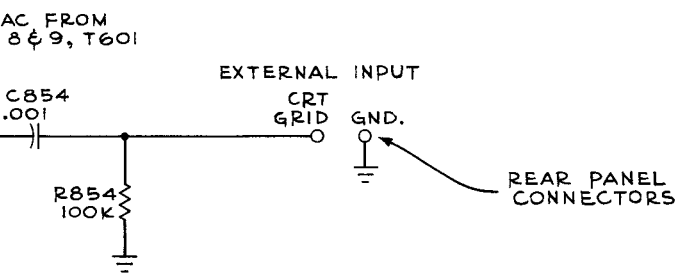 AC FROM
8 & 9, T601
EXTERNAL INPUT
C854
.001
CRT
GRID
GND.
R854
100K
REAR PANEL
CONNECTORS